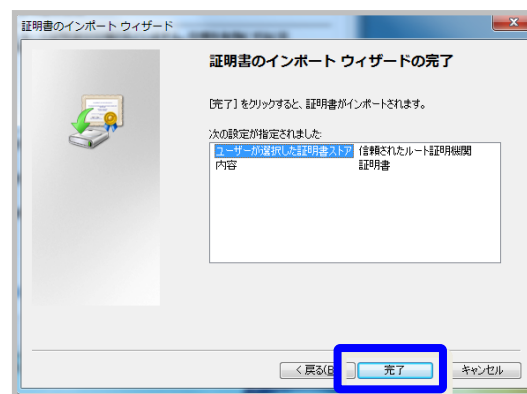 証明書のインポート ウィザード
証明書のインポート ウィザードの完了
[完了] をクリックすると、証明書がインポートされます。
次の設定が指定されました:
ユーザーが選択した証明書ストア 信頼されたルート証明機関
内容 証明書
< 戻る(B 完了 キャンセル